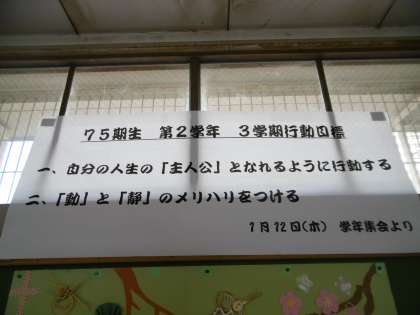 75期生 第2学年 3学期行動目標
一、自分の人生の「主人公」となれるように行動する
二、「動」と「静」のメリハリをつける
1月12日(木) 学年集会より